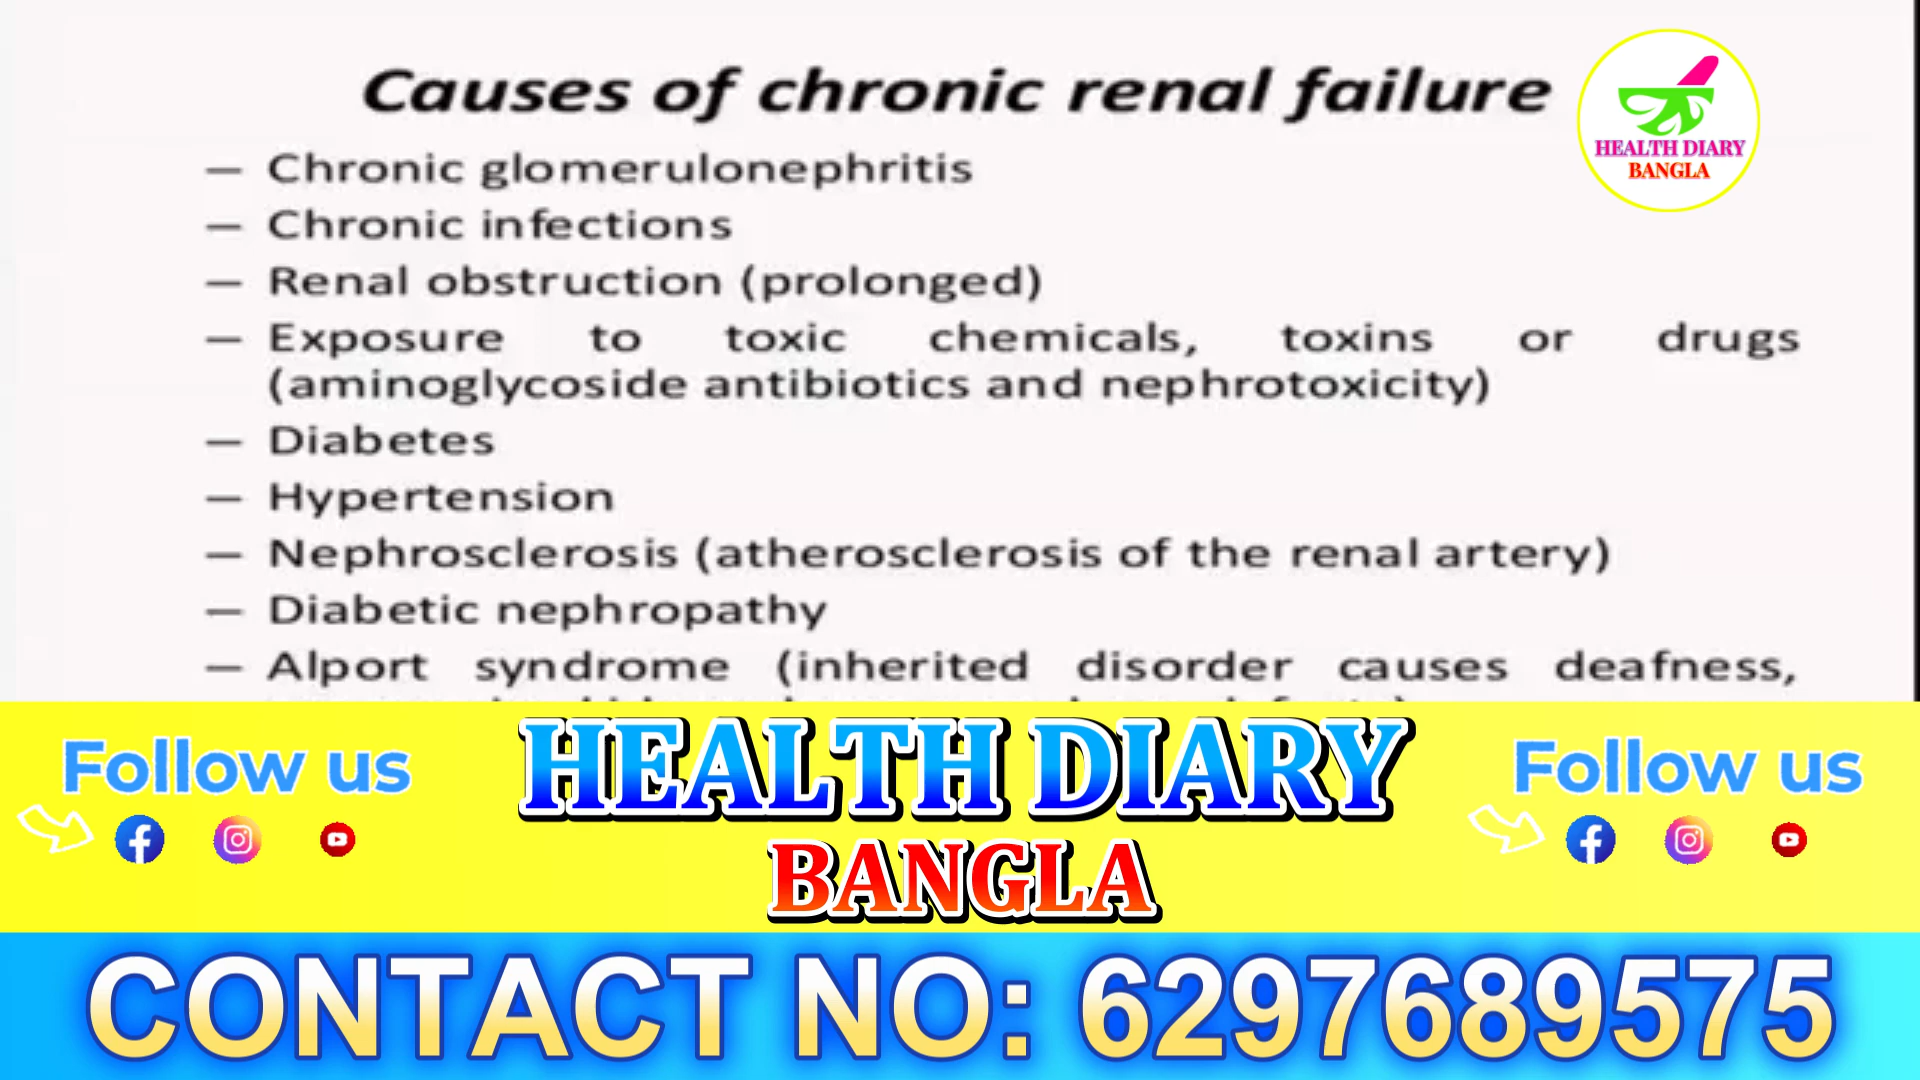 Causes of chronic renal failure
HEALTH DIARY
BANGLA
— Chronic glomerulonephritis
— Chronic infections
— Renal obstruction (prolonged)
— Exposure to toxic chemicals, toxins or drugs
(aminoglycoside antibiotics and nephrotoxicity)
— Diabetes
— Hypertension
— Nephrosclerosis (atherosclerosis of the renal artery)
— Diabetic nephropathy
— Alport syndrome (inherited disorder causes deafness,
Follow us
HEALTH DIARY
BANGLA
Follow us
CONTACT NO: 6297689575